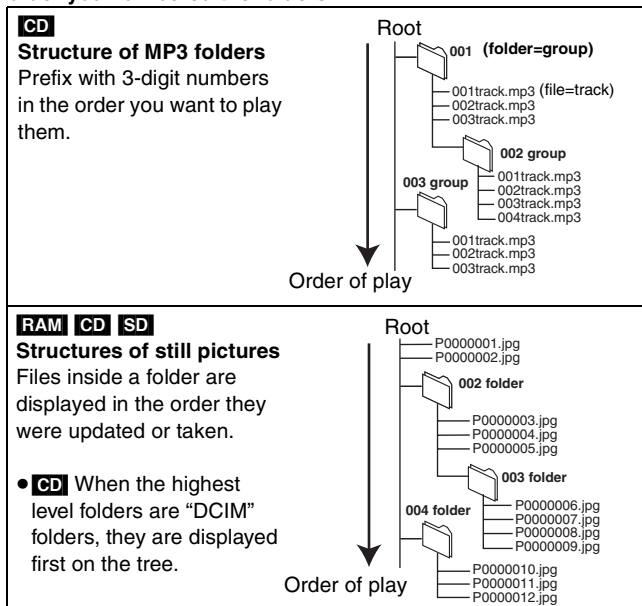 CD
Structure of MP3 folders
Prefix with 3-digit numbers
in the order you want to play
them.
Root
001 (folder=group)
001track.mp3 (file=track)
002track.mp3
003track.mp3
002 group
001track.mp3
002track.mp3
003track.mp3
004track.mp3
003 group
001track.mp3
002track.mp3
003track.mp3
Order of play
RAM CD SD
Structures of still pictures
Files inside a folder are
displayed in the order they
were updated or taken.
● CD When the highest
level folders are “DCIM”
folders, they are displayed
first on the tree.
Root
P0000001.jpg
P0000002.jpg
002 folder
P0000003.jpg
P0000004.jpg
P0000005.jpg
003 folder
P0000006.jpg
P0000007.jpg
P0000008.jpg
P0000009.jpg
004 folder
P0000010.jpg
P0000011.jpg
P0000012.jpg
Order of play